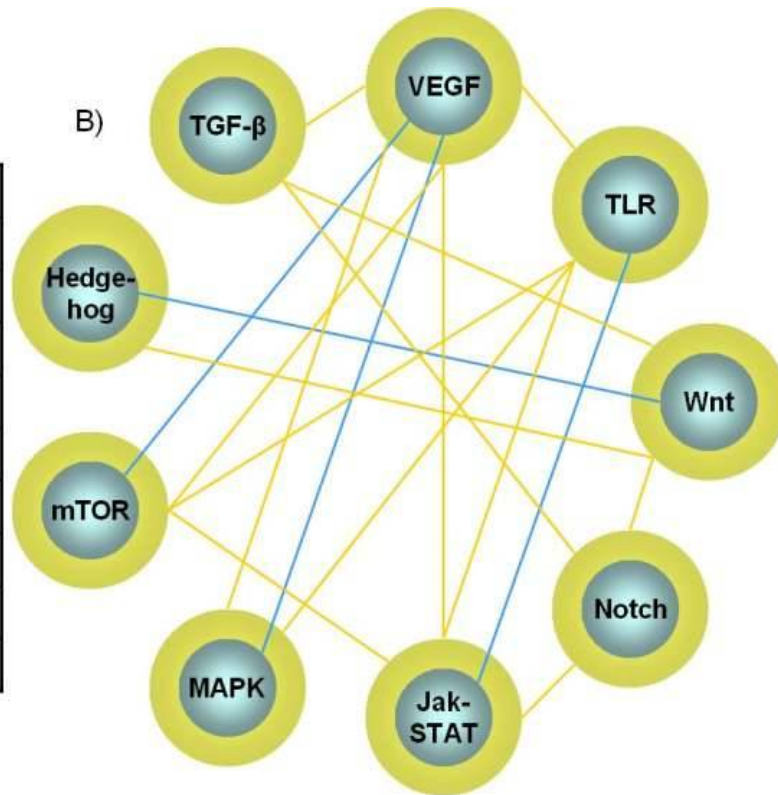 B)
VEGF
TGF-β
TLR
Hedge-
hog
Wnt
mTOR
Notch
MAPK
Jak-
STAT